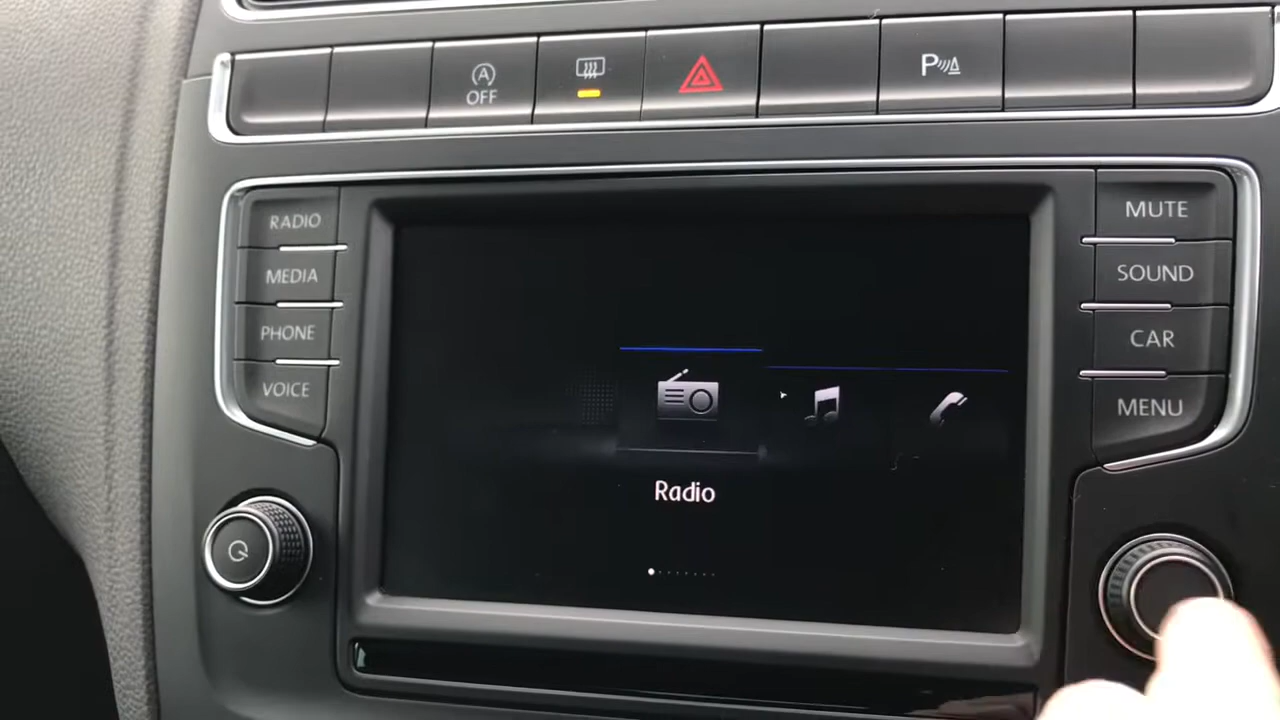 A
OFF
P
RADIO
MEDIA
PHONE
VOICE
MUTE
SOUND
CAR
MENU
Radio